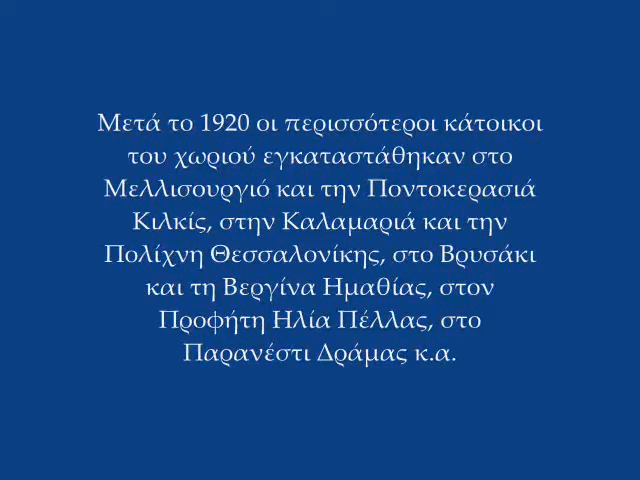 Μετά το 1920 οι περισσότεροι κάτοικοι
του χωριού εγκαταστάθηκαν στο
Μελλισουργιό και την Ποντοκερασιά
Κιλκίς, στην Καλαμαριά και την
Πολίχνη Θεσσαλονίκης, στο Βρυσάκι
και τη Βεργίνα Ημαθίας, στον
Προφήτη Ηλία Πέλλας, στο
Παρανέστι Δράμας κ.α.